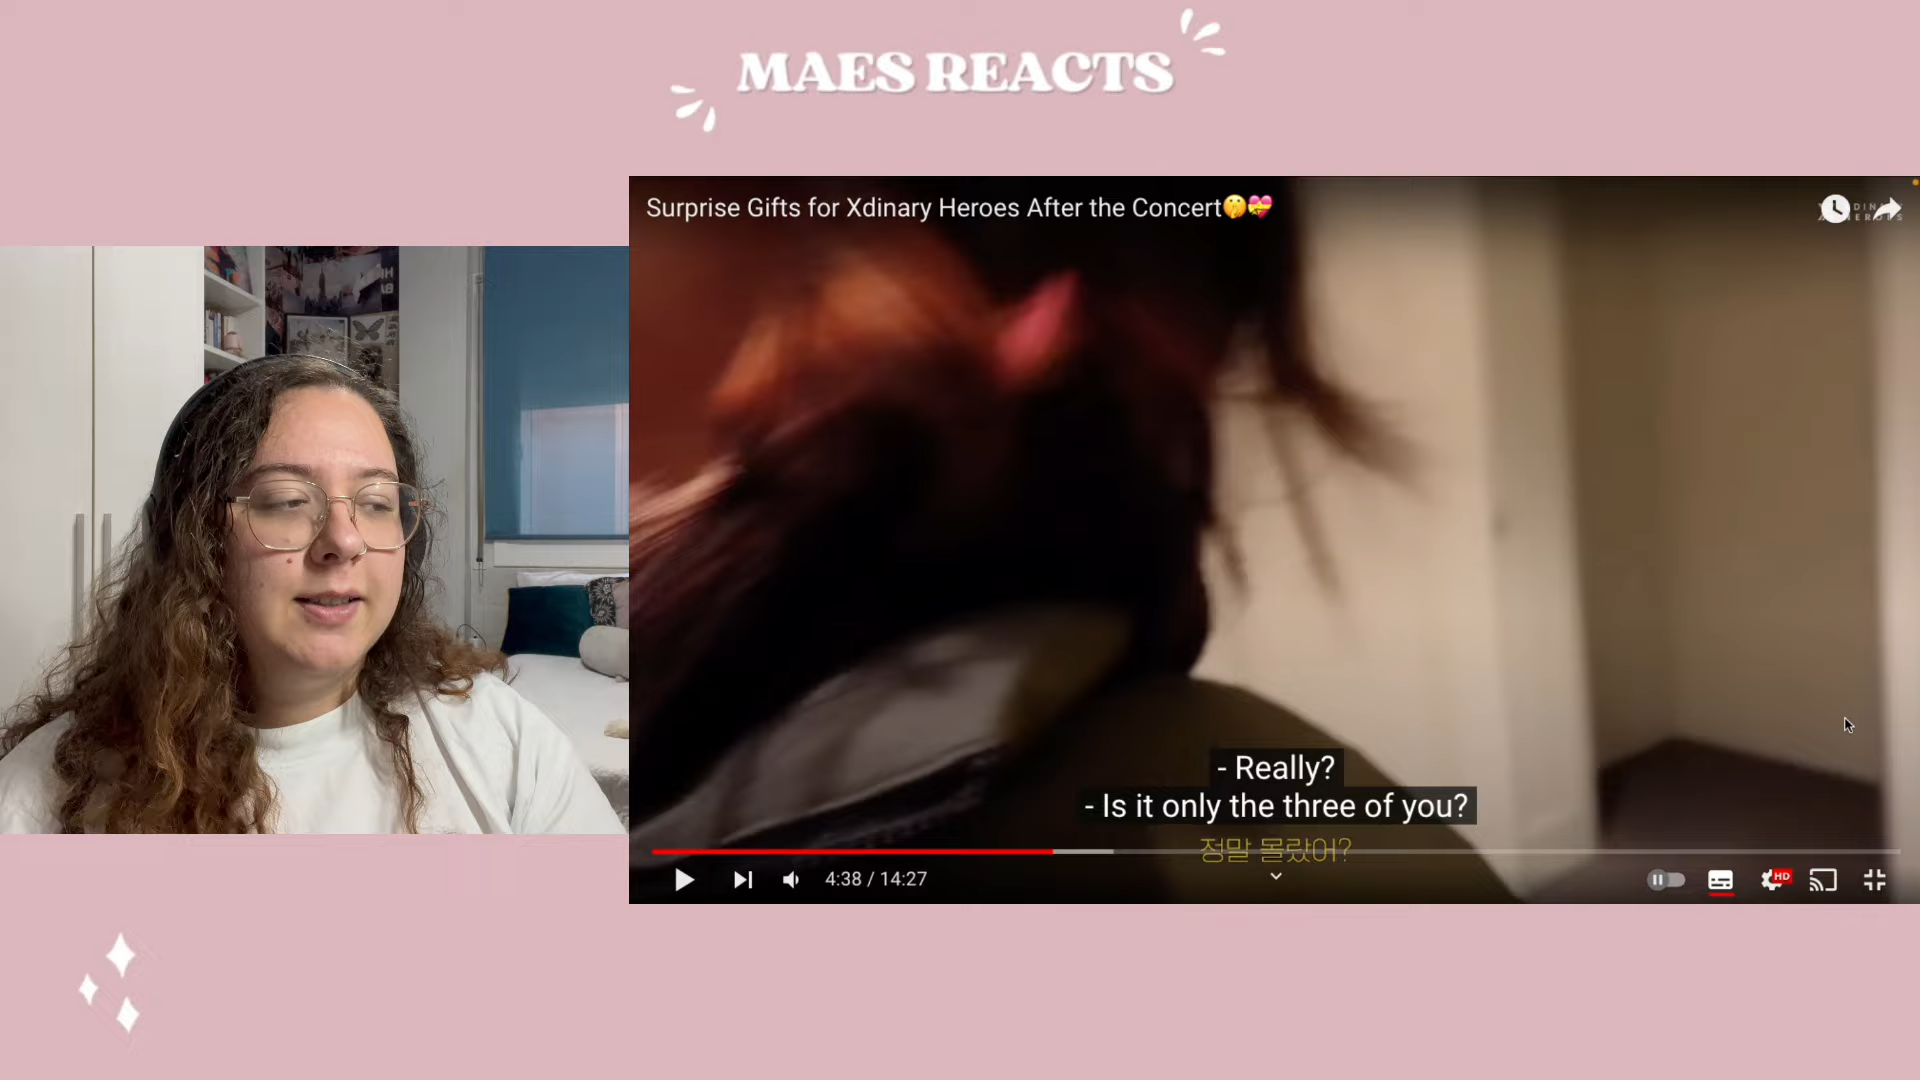 MAES REACTS
Surprise Gifts for Xdinary Heroes After the Concert🤫💝
- Really?
- Is it only the three of you?
정말 몰랐어?
4:38 / 14:27
HD